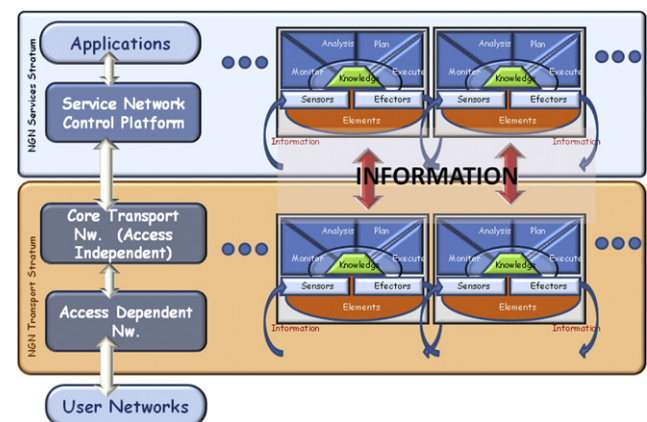 NGN Services Stratum
Applications
Service Network
Control Platform
Analysis
Plan
Monitor
Execute
Knowledge
Sensors
Efectors
Elements
Information
Analysis
Plan
Monitor
Execute
Knowledge
Sensors
Efectors
Elements
Information
INFORMATION
NGN Transport Stratum
Core Transport
Nw. (Access
Independent)
Access Dependent
Nw.
User Networks
Analysis
Plan
Monitor
Execute
Knowledge
Sensors
Efectors
Elements
Information
Analysis
Plan
Monitor
Execute
Knowledge
Sensors
Efectors
Elements
Information